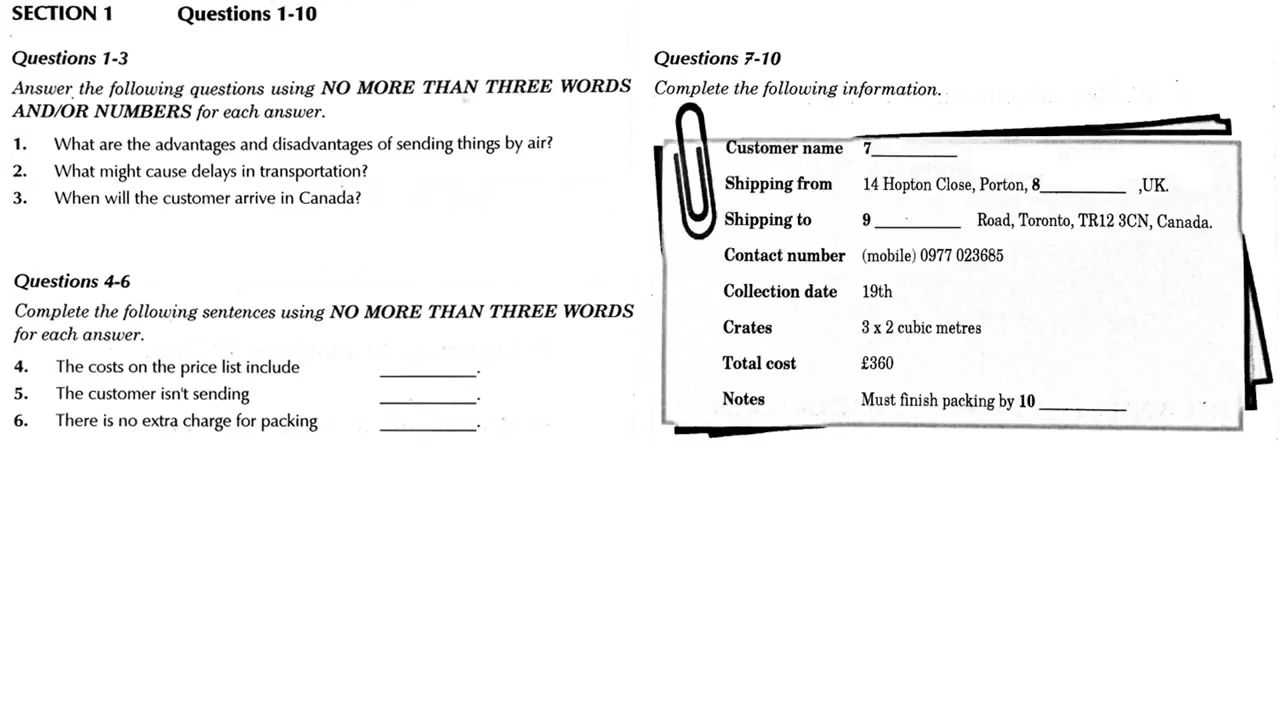 SECTION 1 Questions 1-10
Questions 1-3
Answer the following questions using NO MORE THAN THREE WORDS
AND/OR NUMBERS for each answer.
1. What are the advantages and disadvantages of sending things by air?
2. What might cause delays in transportation?
3. When will the customer arrive in Canada?
Questions 4-6
Complete the following sentences using NO MORE THAN THREE WORDS
for each answer.
4. The costs on the price list include __________.
5. The customer isn't sending __________.
6. There is no extra charge for packing __________.
Questions 7-10
Complete the following information.
Customer name 7__________
Shipping from 14 Hopton Close, Porton, 8__________ ,UK.
Shipping to 9 __________ Road, Toronto, TR12 3CN, Canada.
Contact number (mobile) 0977 023685
Collection date 19th
Crates 3 x 2 cubic metres
Total cost £360
Notes Must finish packing by 10 __________